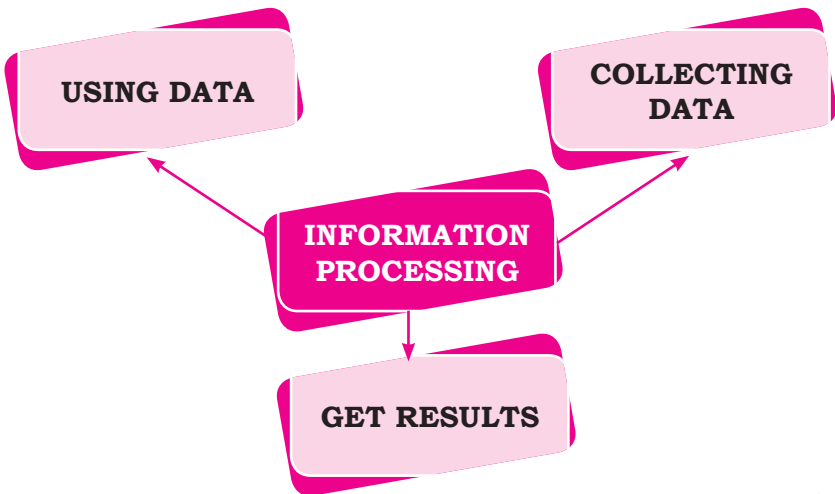 USING DATA
COLLECTING
DATA
INFORMATION
PROCESSING
GET RESULTS